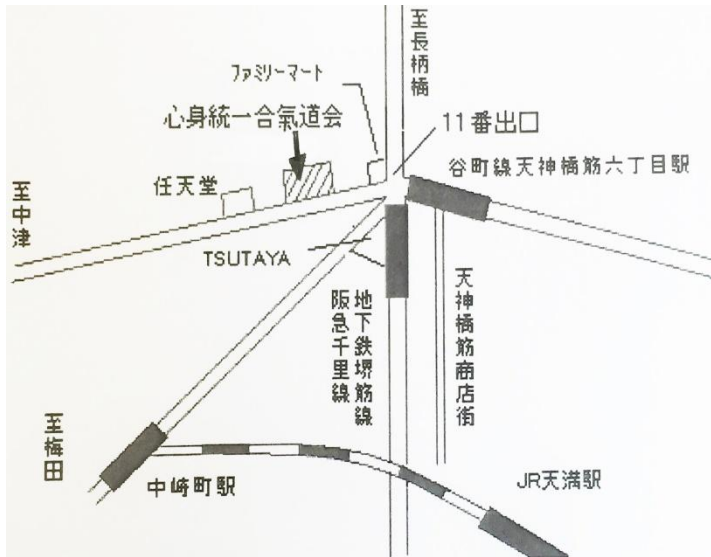 至長柄橋
ファミリーマート
心身統一合氣道会
11番出口
谷町線天神橋筋六丁目駅
任天堂
至中津
TSUTAYA
地下鉄堺筋線
阪急千里線
天神橋筋商店街
至梅田
中崎町駅
JR天満駅